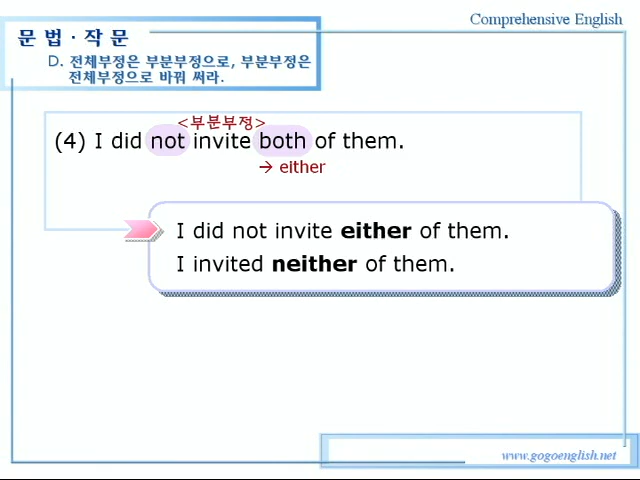 Comprehensive English
문 법 · 작 문
D. 전체부정은 부분부정으로, 부분부정은
전체부정으로 바꿔 써라.
<부분부정>
(4) I did not invite both of them.
→ either
I did not invite either of them.
I invited neither of them.
www.gogoenglish.net